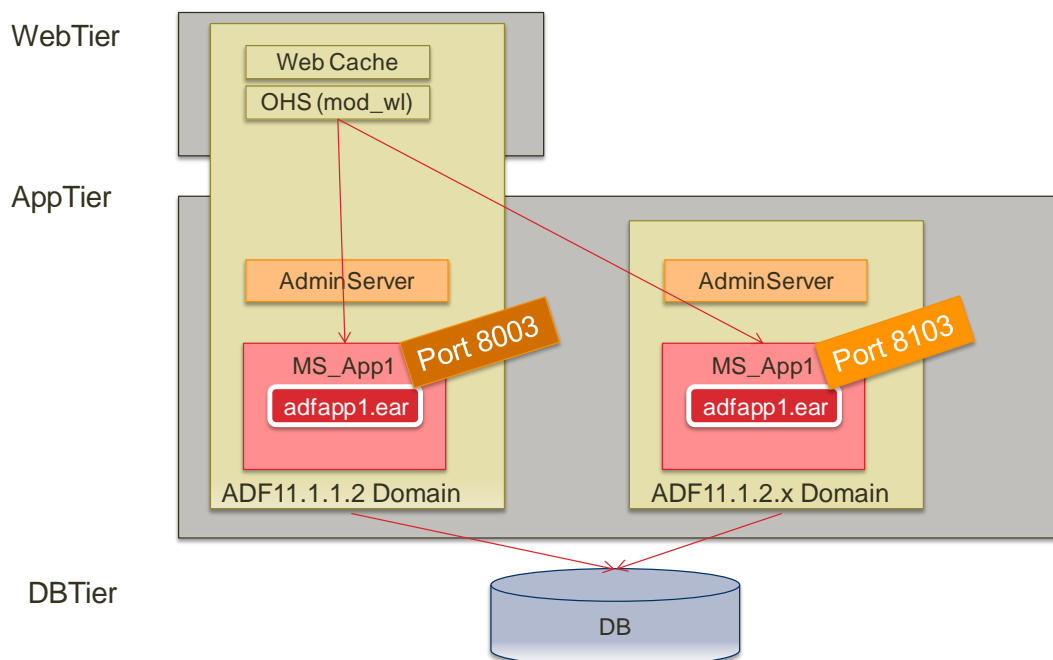 WebTier
Web Cache
OHS (mod_wl)
AppTier
AdminServer
AdminServer
Port 8003
Port 8103
MS_App1
MS_App1
adfapp1.ear
adfapp1.ear
ADF11.1.1.2 Domain
ADF11.1.2.x Domain
DBTier
DB